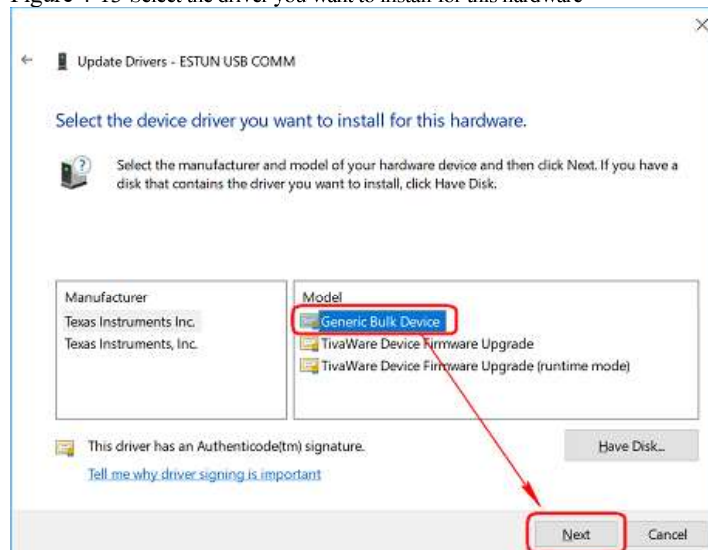 Figure 4-13 Select the driver you want to install for this hardware
Update Drivers - ESTUN USB COMM
Select the device driver you want to install for this hardware.
Select the manufacturer and model of your hardware device and then click Next. If you have a
disk that contains the driver you want to install, click Have Disk.
Manufacturer
Texas Instruments Inc.
Texas Instruments, Inc.
Model
Generic Bulk Device
TivaWare Device Firmware Upgrade
TivaWare Device Firmware Upgrade (runtime mode)
This driver has an Authenticode(tm) signature.
Tell me why driver signing is important
Have Disk...
Next
Cancel